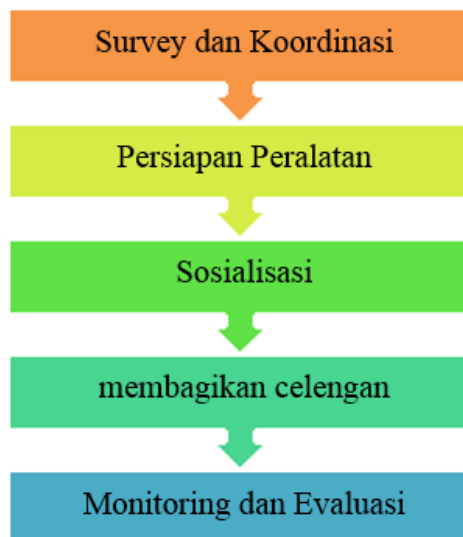 Survey dan Koordinasi
Persiapan Peralatan
Sosialisasi
membagikan celengan
Monitoring dan Evaluasi